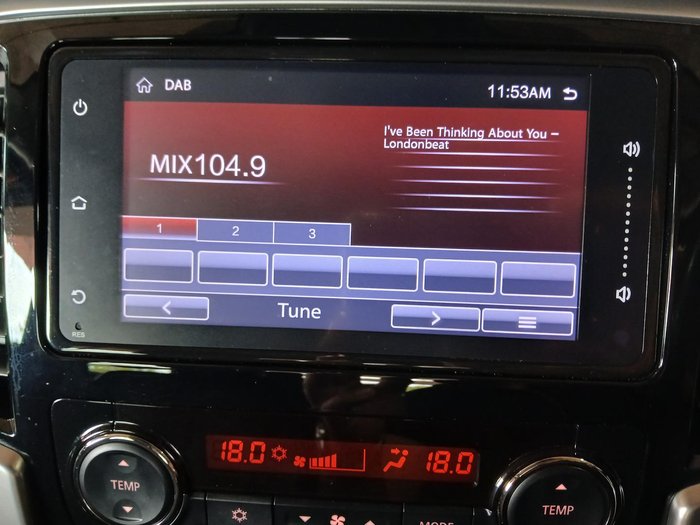 DAB
11:53AM
I've Been Thinking About You –
Londonbeat
MIX104.9
1 2 3
< Tune >
RES
18.0 18.0
TEMP
TEMP
MODE